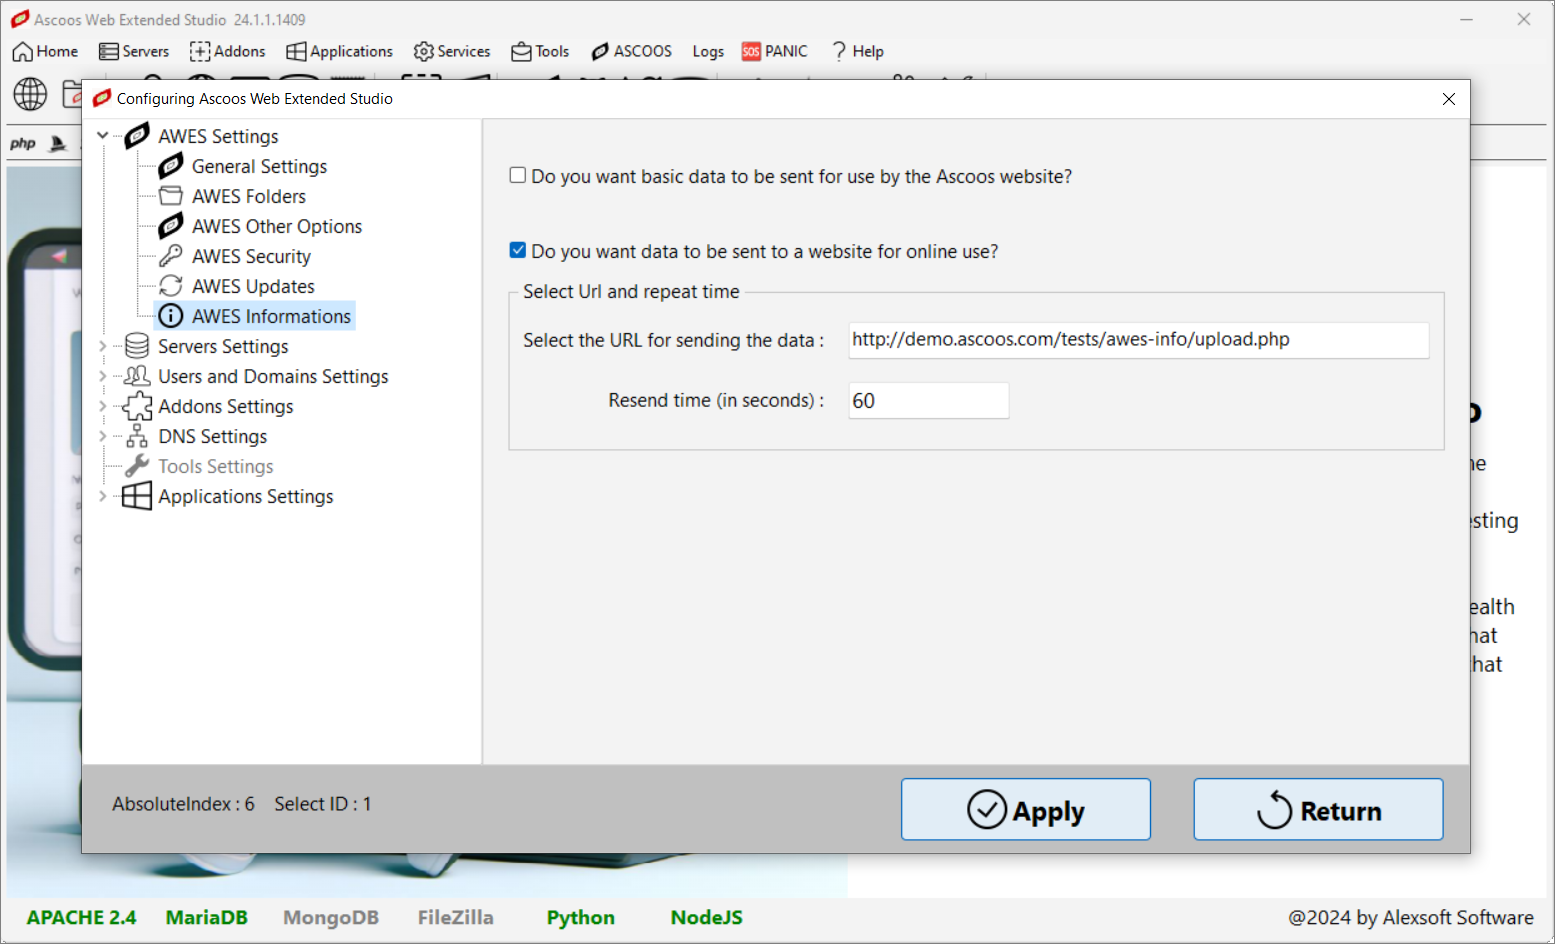 Ascoos Web Extended Studio 24.1.1.1409
Home Servers Addons Applications Services Tools ASCOOS Logs SOS PANIC Help
php
Configuring Ascoos Web Extended Studio
AWES Settings
General Settings
AWES Folders
AWES Other Options
AWES Security
AWES Updates
AWES Informations
Servers Settings
Users and Domains Settings
Addons Settings
DNS Settings
Tools Settings
Applications Settings
Do you want basic data to be sent for use by the Ascoos website?
Do you want data to be sent to a website for online use?
Select Url and repeat time
Select the URL for sending the data : http://demo.ascoos.com/tests/awes-info/upload.php
Resend time (in seconds) : 60
esting
ealth
hat
that
AbsoluteIndex : 6 Select ID : 1
Apply Return
APACHE 2.4 MariaDB MongoDB FileZilla Python NodeJS @2024 by Alexsoft Software